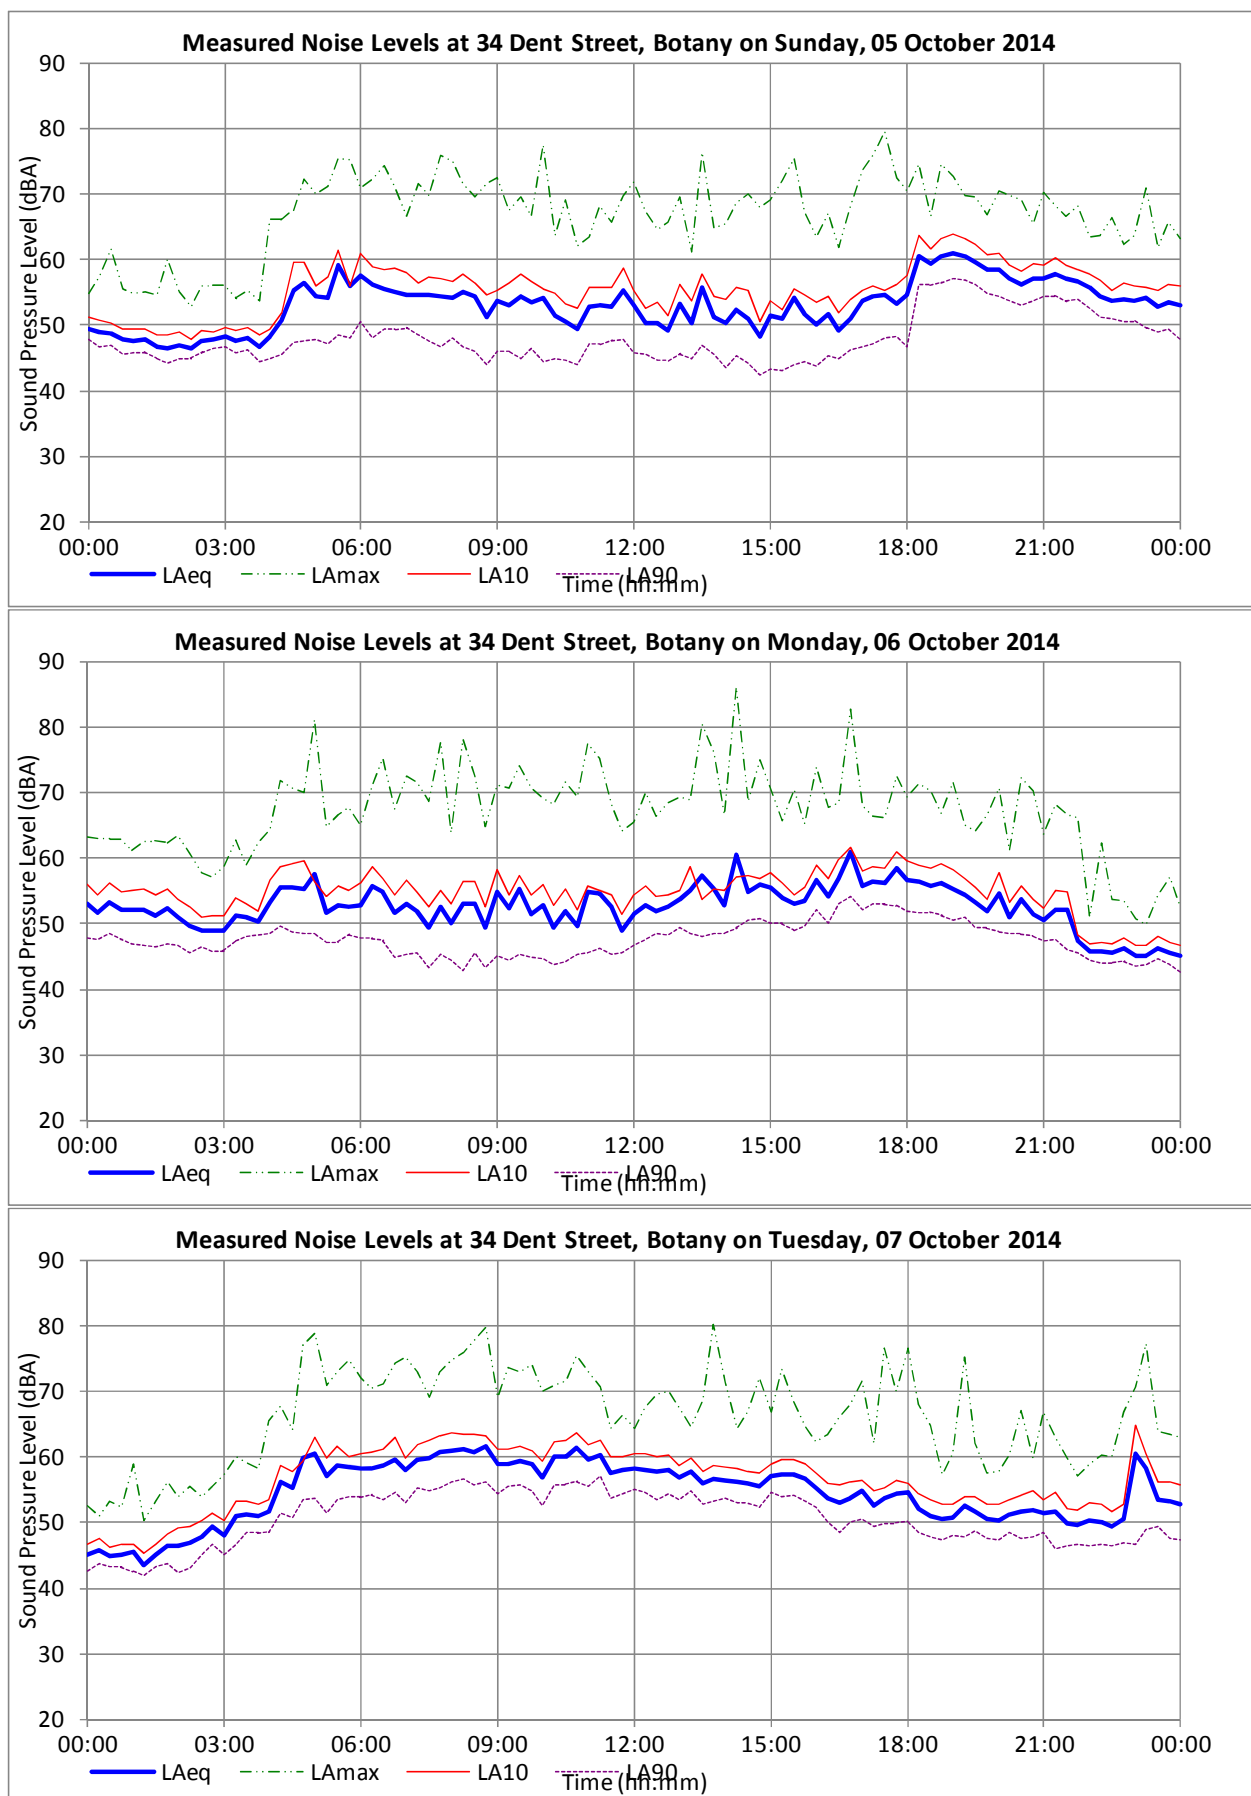 Measured Noise Levels at 34 Dent Street, Botany on Sunday, 05 October 2014
Sound Pressure Level (dBA)
90
80
70
60
50
40
30
20
00:00 03:00 06:00 09:00 12:00 15:00 18:00 21:00 00:00
LAeq LAmax LA10 LA90
Time (hh:mm)
Measured Noise Levels at 34 Dent Street, Botany on Monday, 06 October 2014
Sound Pressure Level (dBA)
90
80
70
60
50
40
30
20
00:00 03:00 06:00 09:00 12:00 15:00 18:00 21:00 00:00
LAeq LAmax LA10 LA90
Time (hh:mm)
Measured Noise Levels at 34 Dent Street, Botany on Tuesday, 07 October 2014
Sound Pressure Level (dBA)
90
80
70
60
50
40
30
20
00:00 03:00 06:00 09:00 12:00 15:00 18:00 21:00 00:00
LAeq LAmax LA10 LA90
Time (hh:mm)